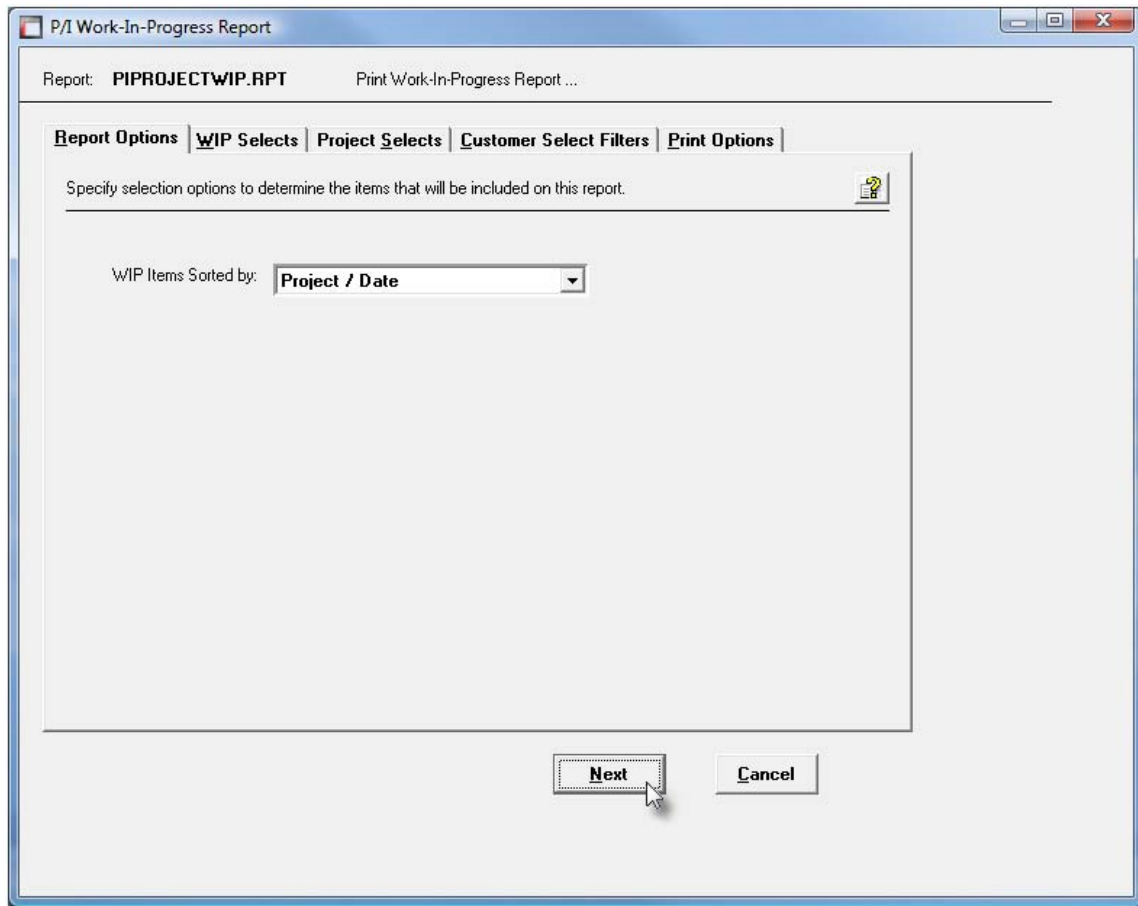 P/I Work-In-Progress Report
Report: PIPROJECTWIP.RPT Print Work-In-Progress Report ...
Report Options WIP Selects Project Selects Customer Select Filters Print Options
Specify selection options to determine the items that will be included on this report.
WIP Items Sorted by: Project / Date
Next Cancel